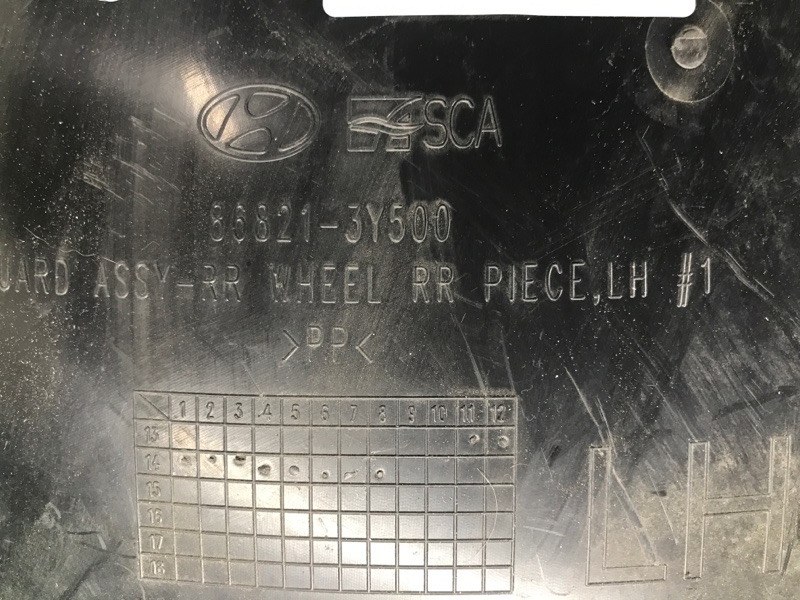 SCA
86821-3Y500
UARD ASSY-RR WHEEL RR PIECE,LH #1
>PP<
1 2 3 4 5 6 7 8 9 10 11 12
13
14
15
16
17
18
LH